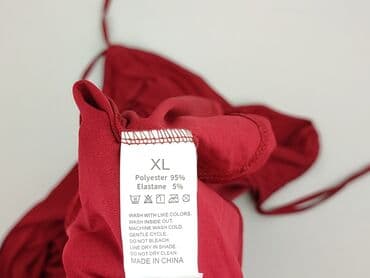 XL
Polyester 95%
Elastane 5%
WASH WITH LIKE COLORS.
WASH INSIDE OUT.
MACHINE WASH COLD.
GENTLE CYCLE.
DO NOT BLEACH.
LINE DRY IN SHADE.
DO NOT DRY CLEAN.
MADE IN CHINA